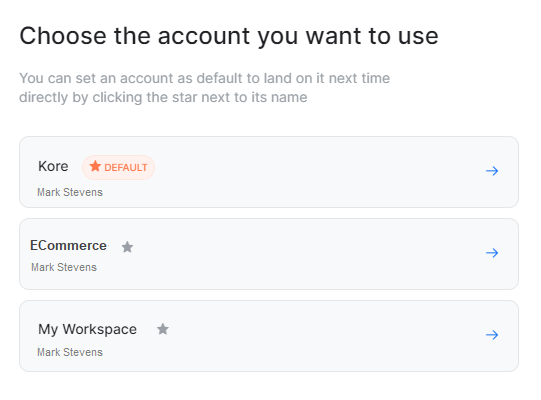 Choose the account you want to use
You can set an account as default to land on it next time
directly by clicking the star next to its name
Kore DEFAULT
Mark Stevens
ECommerce
Mark Stevens
My Workspace
Mark Stevens